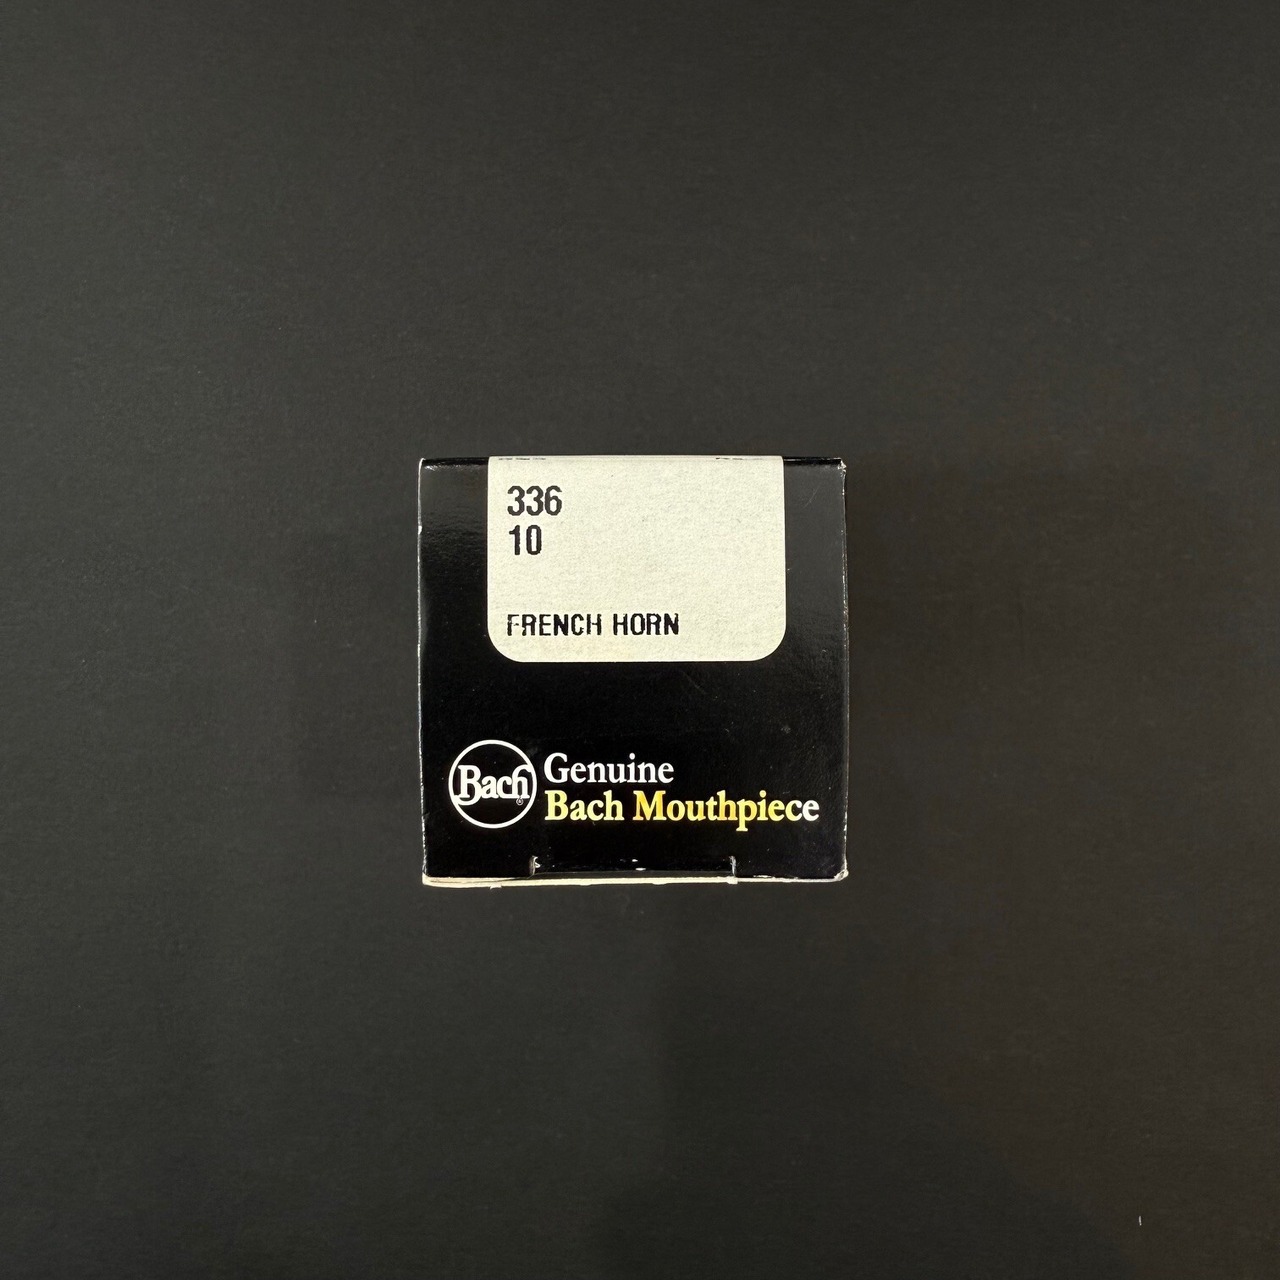 336
10
FRENCH HORN
Bach®
Genuine
Bach Mouthpiece